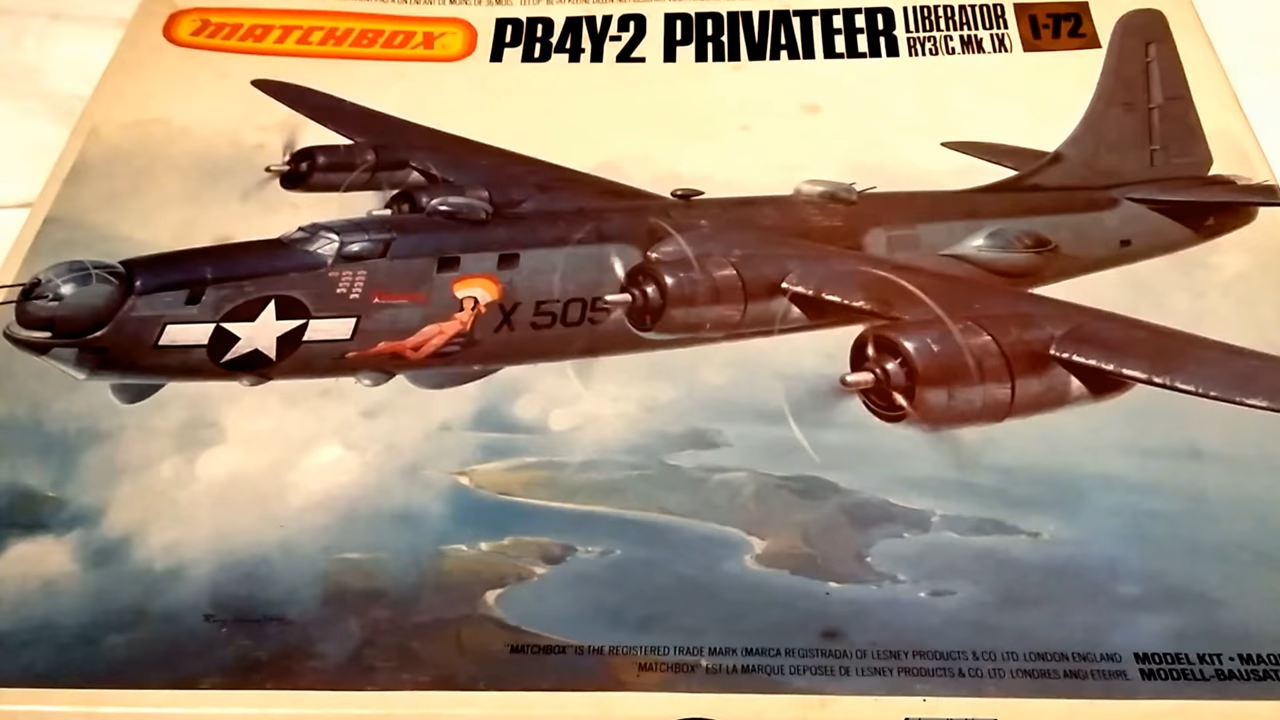 MATCHBOX
PB4Y-2 PRIVATEER
LIBERATOR
RY3(C.Mk.IX)
1-72
X 505
"MATCHBOX" IS THE REGISTERED TRADE MARK (MARCA REGISTRADA) OF LESNEY PRODUCTS & CO. LTD. LONDON ENGLAND
"MATCHBOX" EST LA MARQUE DEPOSEE DE LESNEY PRODUCTS & CO. LTD. LONDRES ANGLETERRE
MODEL KIT • MAQ
MODELL-BAUSAT